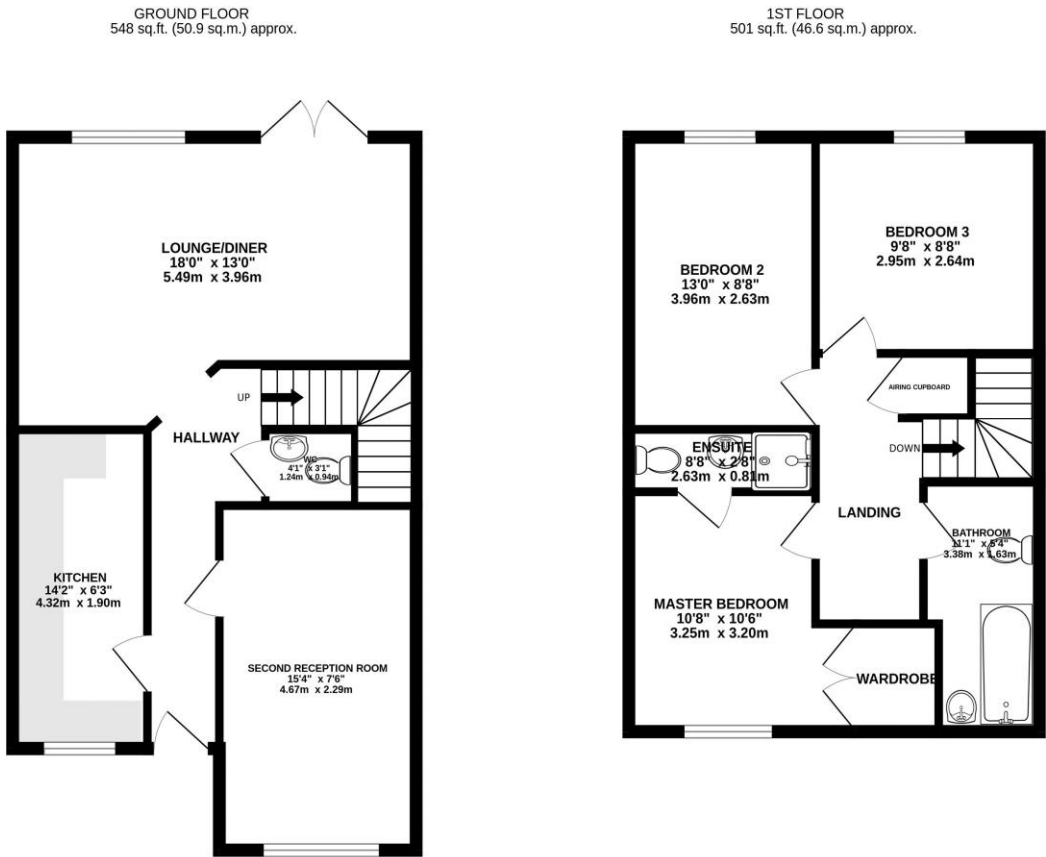 GROUND FLOOR
548 sq.ft. (50.9 sq.m.) approx.
LOUNGE/DINER
18'0" x 13'0"
5.49m x 3.96m
UP
HALLWAY
WC
4'1" x 3'1"
1.24m x 0.94m
KITCHEN
14'2" x 6'3"
4.32m x 1.90m
SECOND RECEPTION ROOM
15'4" x 7'6"
4.67m x 2.29m
1ST FLOOR
501 sq.ft. (46.6 sq.m.) approx.
BEDROOM 2
13'0" x 8'8"
3.96m x 2.63m
BEDROOM 3
9'8" x 8'8"
2.95m x 2.64m
AIRING CUPBOARD
DOWN
ENSUITE
8'8" x 2'8"
2.63m x 0.81m
LANDING
BATHROOM
11'1" x 5'4"
3.38m x 1.63m
MASTER BEDROOM
10'8" x 10'6"
3.25m x 3.20m
WARDROBE